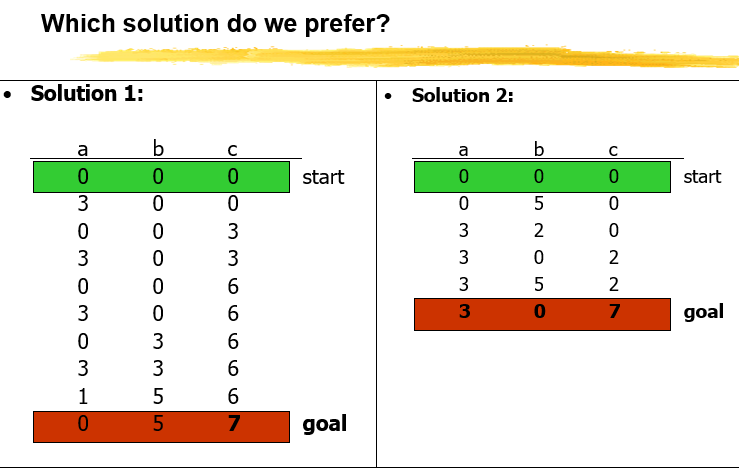 Which solution do we prefer?
• Solution 1:
a b c
0 0 0 start
3 0 0
0 0 3
3 0 3
0 0 6
3 0 6
0 3 6
3 3 6
1 5 6
0 5 7 goal
• Solution 2:
a b c
0 0 0 start
0 5 0
3 2 0
3 0 2
3 5 2
3 0 7 goal